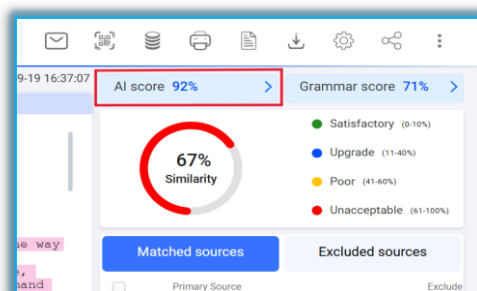 9-19 16:37:07
AI score 92% >
Grammar score 71% >
67%
Similarity
Satisfactory (0-10%)
Upgrade (11-40%)
Poor (41-60%)
Unacceptable (61-100%)
ne way
Matched sources
Excluded sources
Primary Source
Exclude